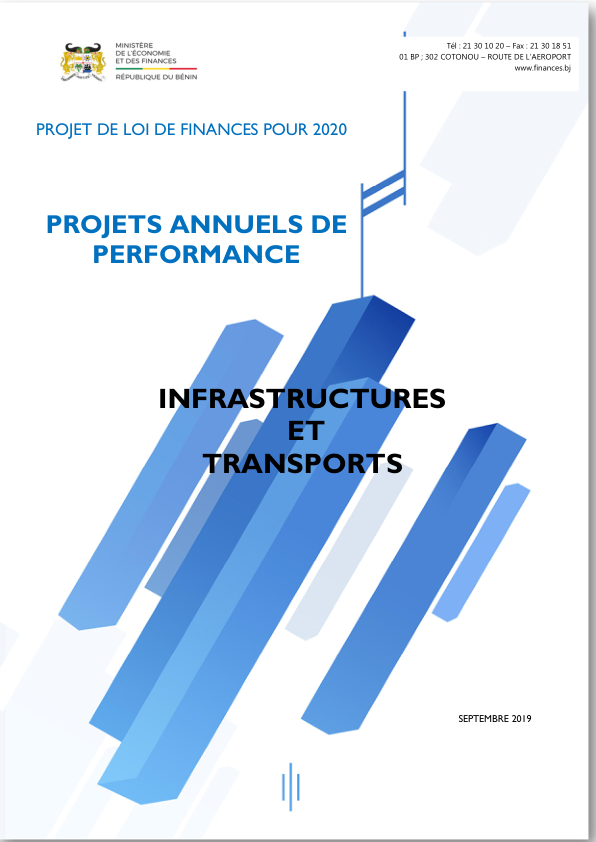 MINISTÈRE
DE L'ÉCONOMIE
ET DES FINANCES
RÉPUBLIQUE DU BÉNIN
Tél : 21 30 10 20 – Fax : 21 30 18 51
01 BP ; 302 COTONOU – ROUTE DE L'AEROPORT
www.finances.bj
PROJET DE LOI DE FINANCES POUR 2020
PROJETS ANNUELS DE
PERFORMANCE
INFRASTRUCTURES
ET
TRANSPORTS
SEPTEMBRE 2019